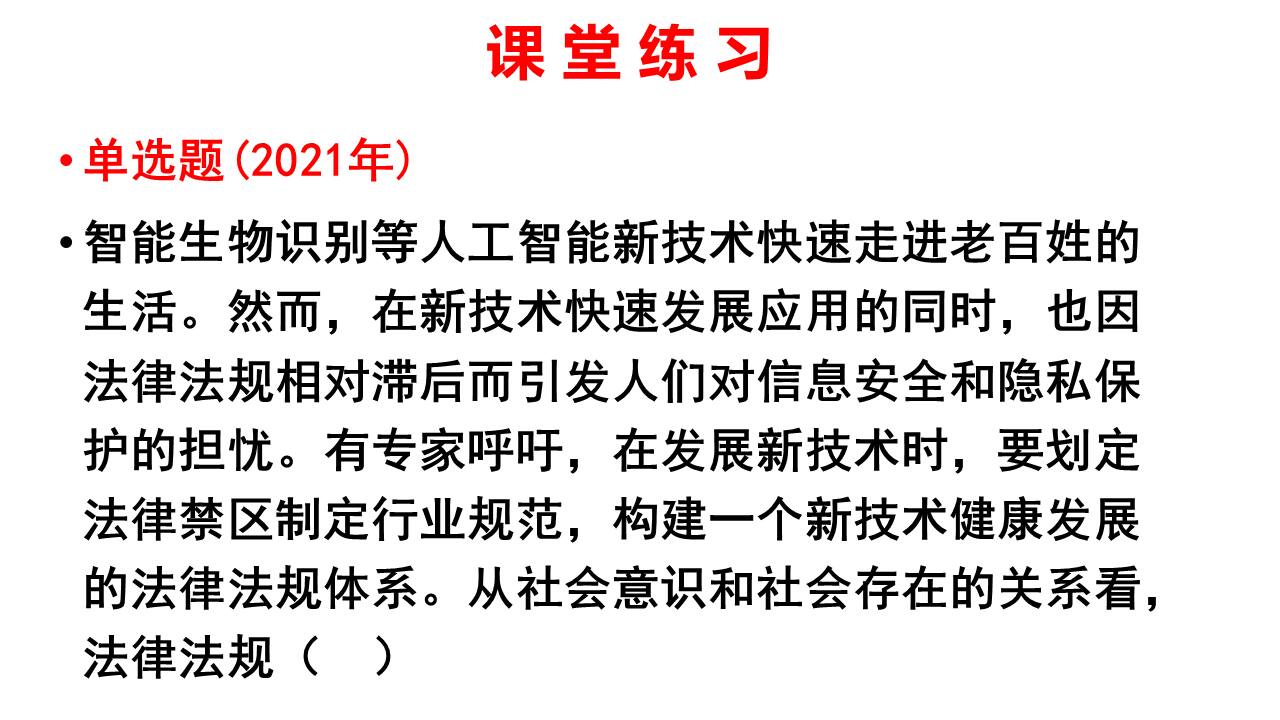 课堂练习
•单选题(2021年)
•智能生物识别等人工智能新技术快速走进老百姓的
生活。然而，在新技术快速发展应用的同时，也因
法律法规相对滞后而引发人们对信息安全和隐私保
护的担忧。有专家呼吁，在发展新技术时，要划定
法律禁区制定行业规范，构建一个新技术健康发展
的法律法规体系。从社会意识和社会存在的关系看，
法律法规（  ）